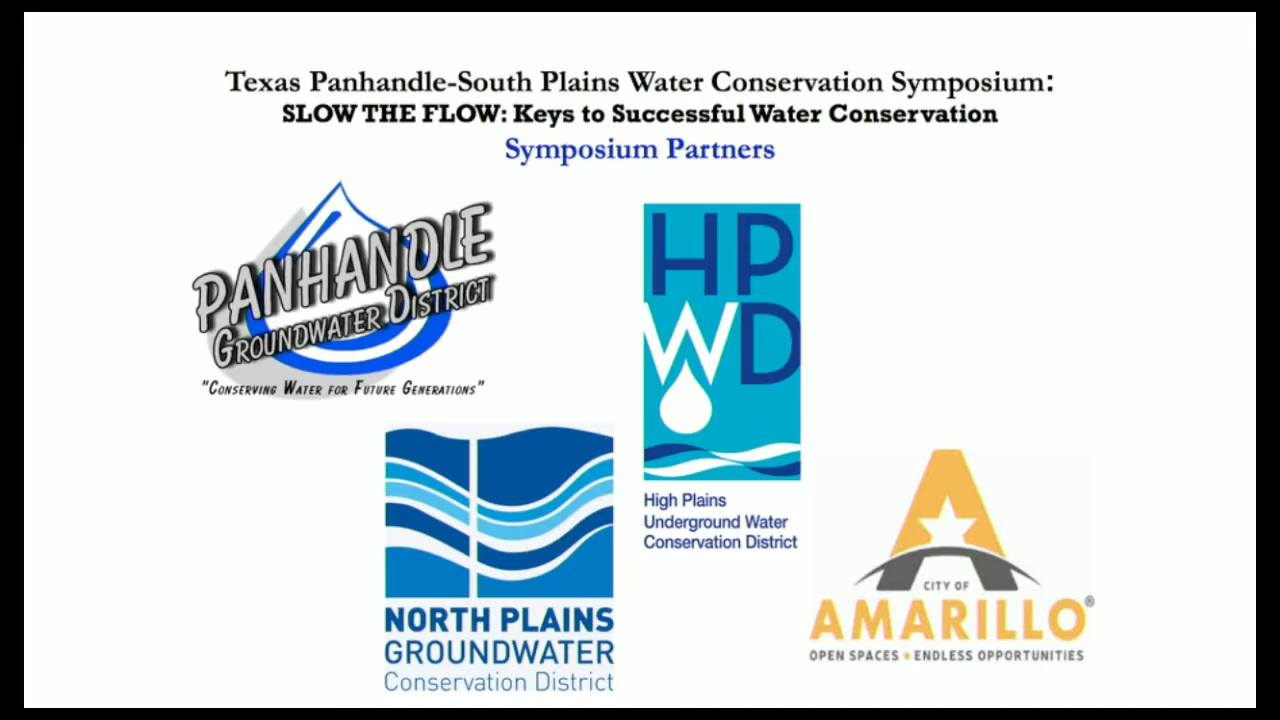 Texas Panhandle-South Plains Water Conservation Symposium:
SLOW THE FLOW: Keys to Successful Water Conservation
Symposium Partners
PANHANDLE
GROUNDWATER DISTRICT
"CONSERVING WATER FOR FUTURE GENERATIONS"
HP
WD
High Plains
Underground Water
Conservation District
NORTH PLAINS
GROUNDWATER
Conservation District
A
CITY OF
AMARILLO®
OPEN SPACES ★ ENDLESS OPPORTUNITIES